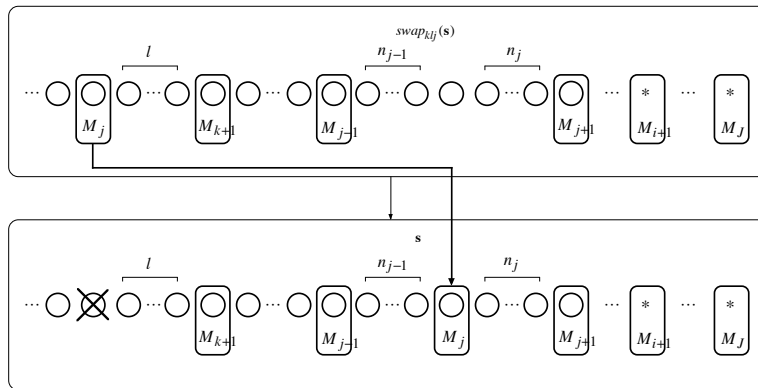 swap_{klj}(s)
l n_{j−1} n_j
··· ··· ··· ··· ··· ··· * ··· *
M_j M_{k+1} M_{j−1} M_{j+1} M_{i+1} M_J
s
l n_{j−1} n_j
··· ··· ··· ··· ··· ··· * ··· *
M_{k+1} M_{j−1} M_j M_{j+1} M_{i+1} M_J